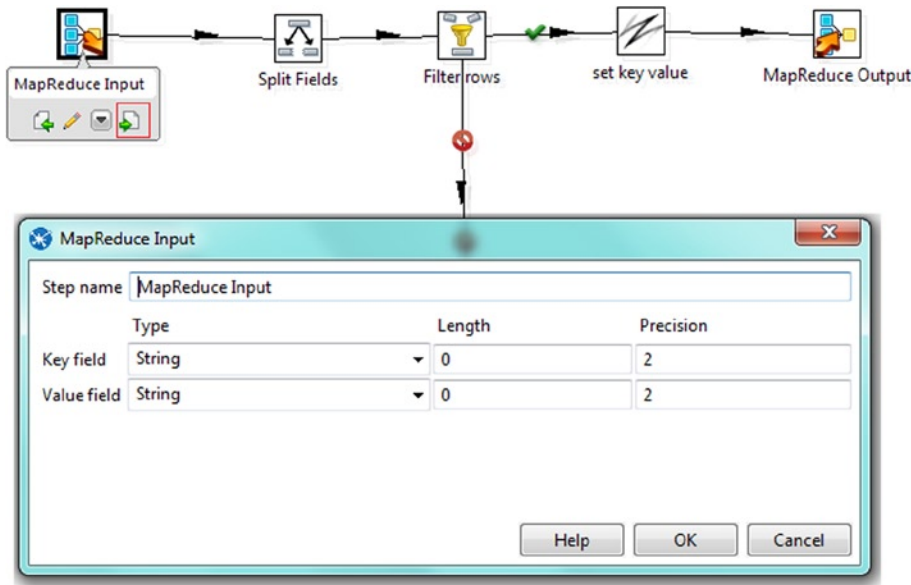 MapReduce Input
Split Fields
Filter rows
set key value
MapReduce Output
MapReduce Input
Step name MapReduce Input
Type Length Precision
Key field String 0 2
Value field String 0 2
Help OK Cancel